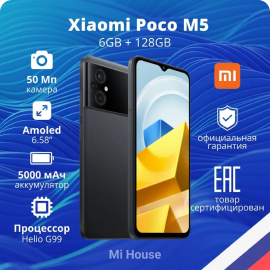 Xiaomi Poco M5
6GB + 128GB
50 Мп
камера
Amoled
6.58"
5000 мАч
аккумулятор
Процессор
Helio G99
официальная
гарантия
EAC
товар
сертифицирован
Mi House